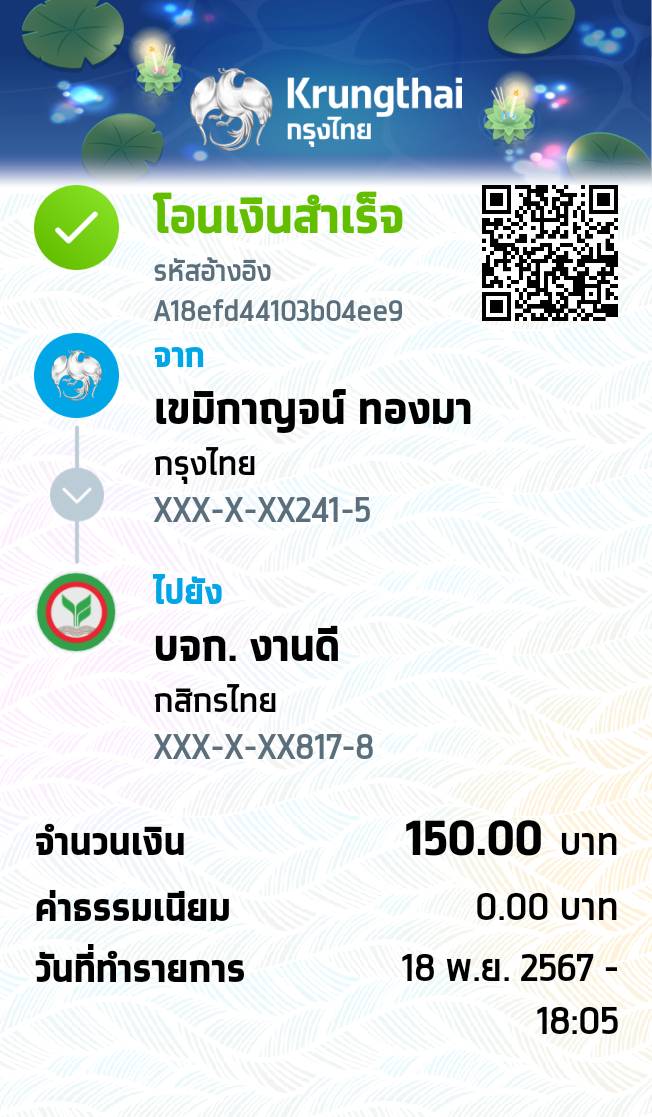 Krungthai
กรุงไทย
โอนเงินสำเร็จ
รหัสอ้างอิง
A18efd44103b04ee9
จาก
เขมิกาญจน์ ทองมา
กรุงไทย
XXX-X-XX241-5
ไปยัง
บจก. งานดี
กสิกรไทย
XXX-X-XX817-8
จำนวนเงิน 150.00 บาท
ค่าธรรมเนียม 0.00 บาท
วันที่ทำรายการ 18 พ.ย. 2567 -
18:05